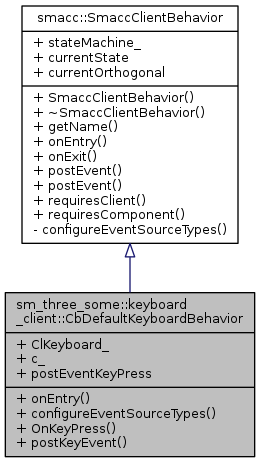 smacc::SmaccClientBehavior
+ stateMachine_
+ currentState
+ currentOrthogonal
+ SmaccClientBehavior()
+ ~SmaccClientBehavior()
+ getName()
+ onEntry()
+ onExit()
+ postEvent()
+ postEvent()
+ requiresClient()
+ requiresComponent()
- configureEventSourceTypes()
sm_three_some::keyboard
_client::CbDefaultKeyboardBehavior
+ ClKeyboard_
+ c_
+ postEventKeyPress
+ onEntry()
+ configureEventSourceTypes()
+ OnKeyPress()
+ postKeyEvent()